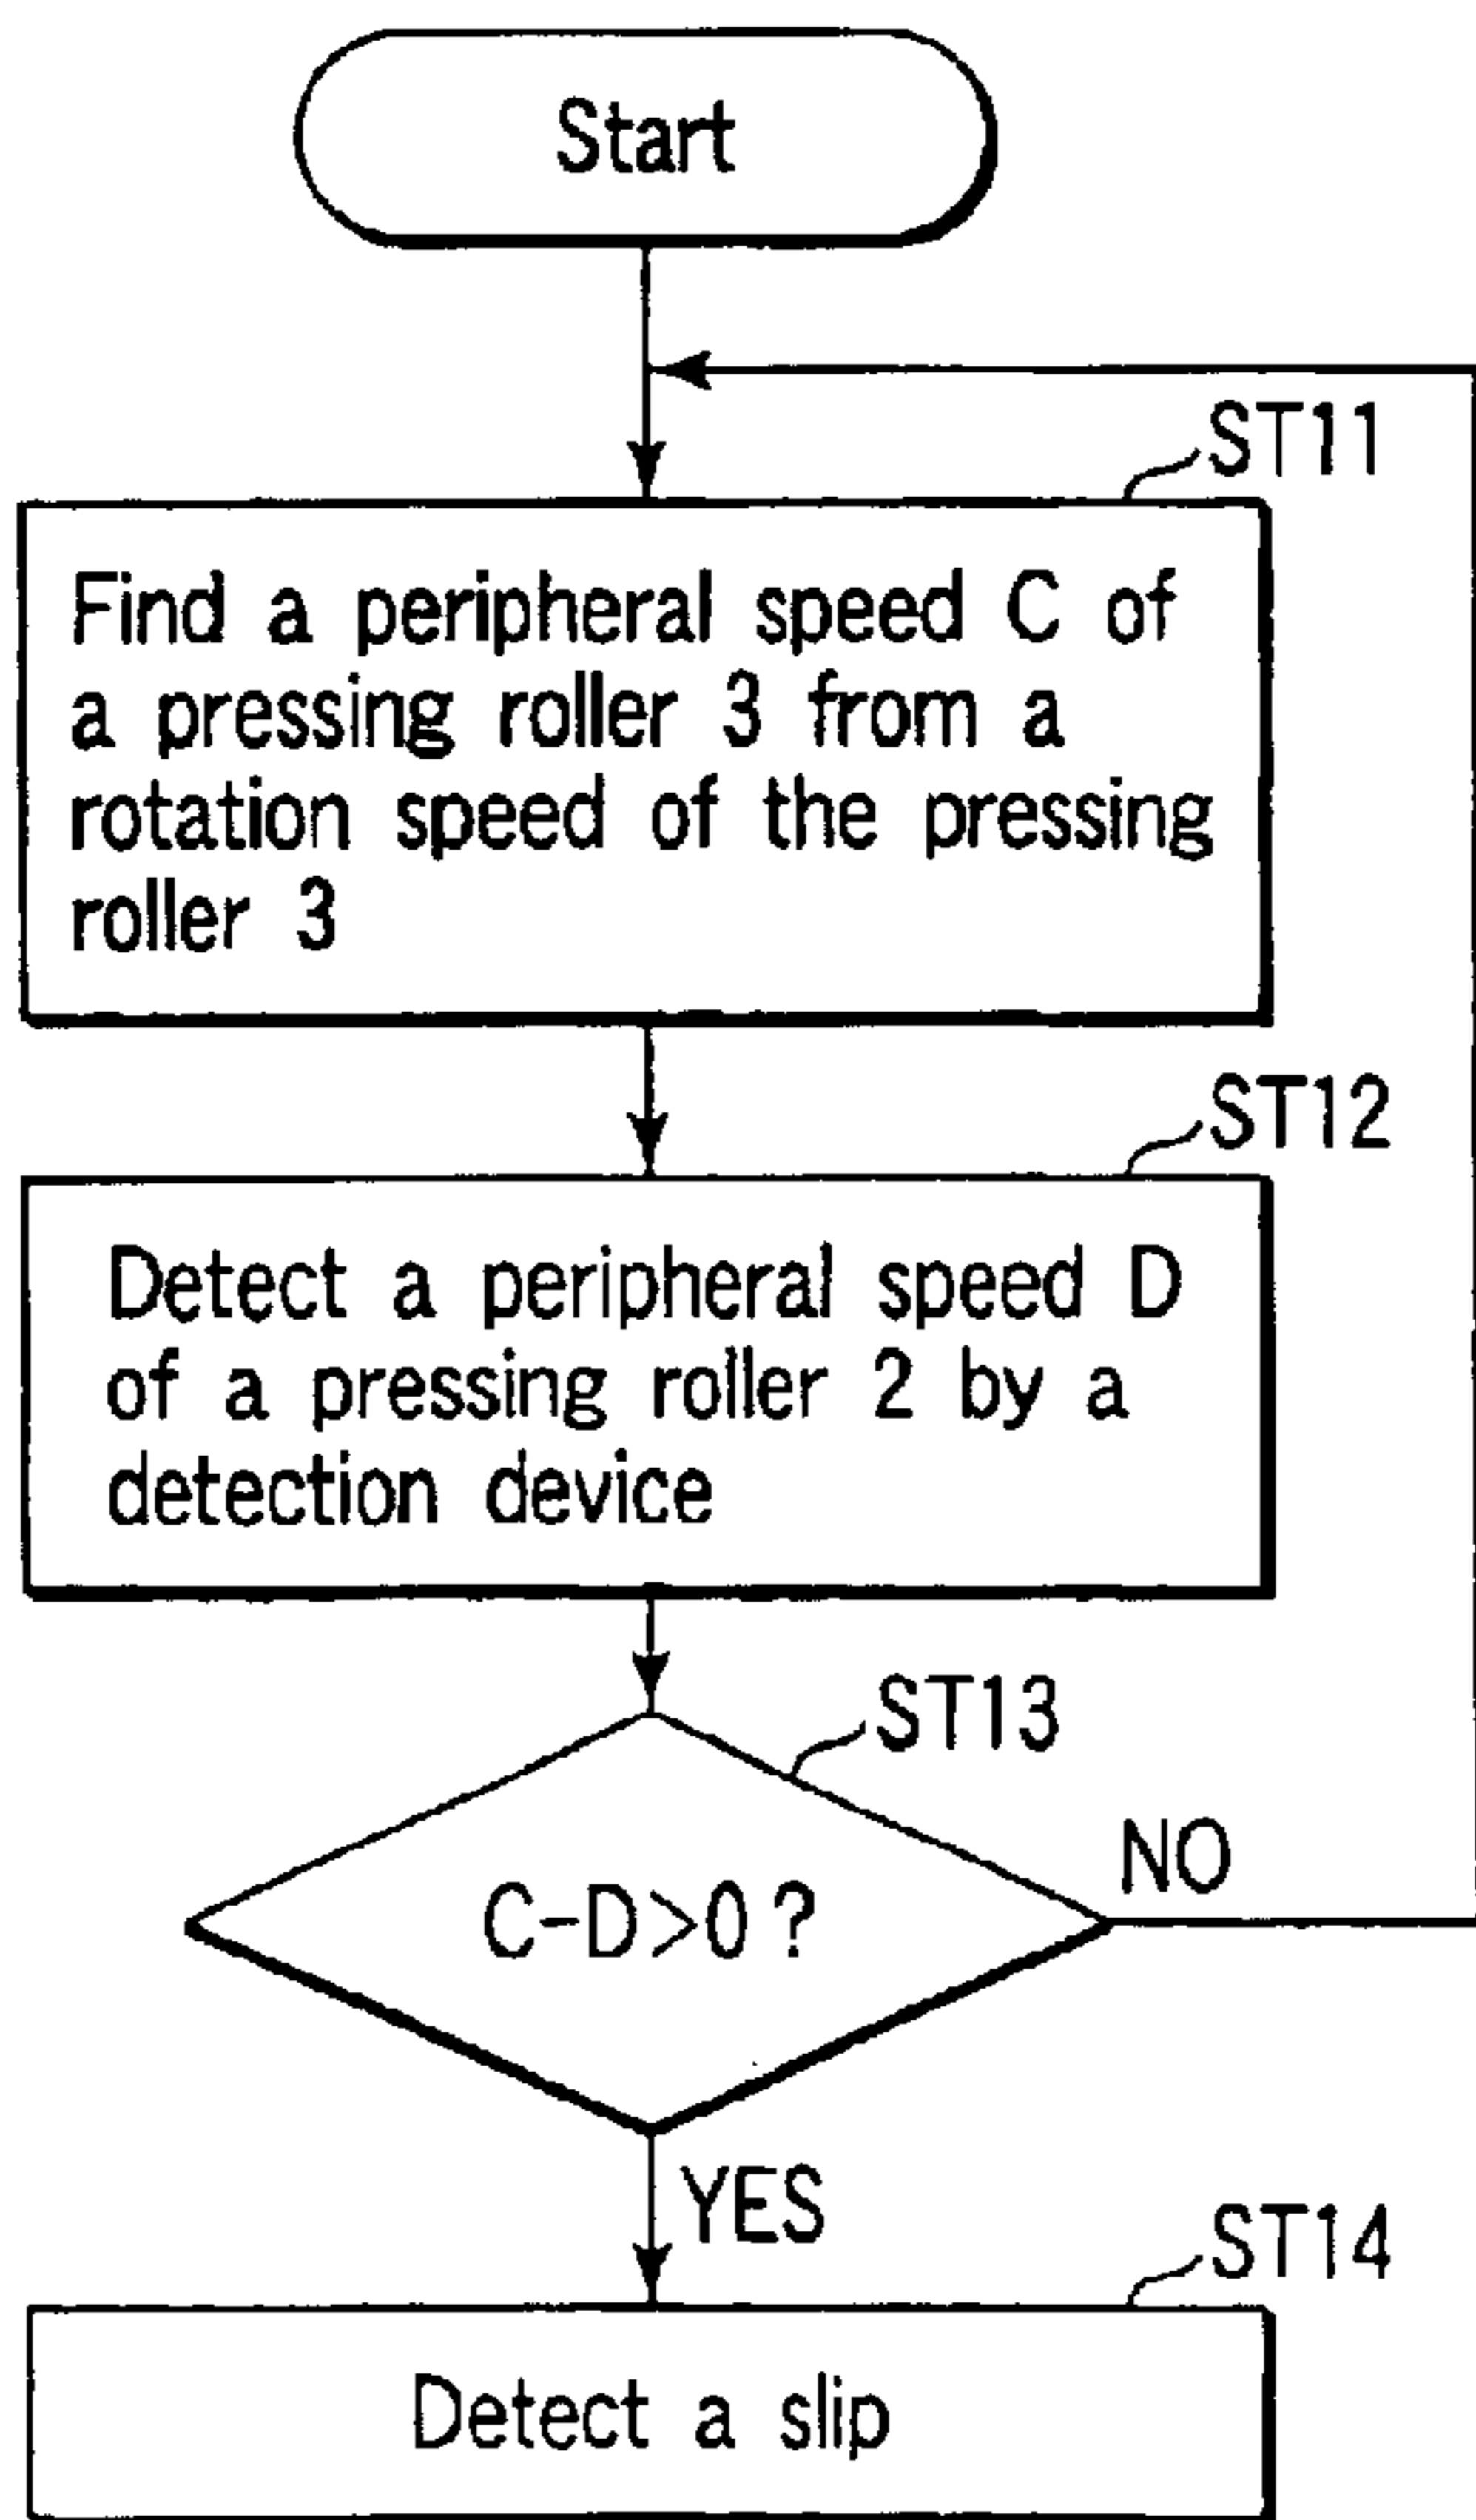 Start
ST11
Find a peripheral speed C of
a pressing roller 3 from a
rotation speed of the pressing
roller 3
ST12
Detect a peripheral speed D
of a pressing roller 2 by a
detection device
ST13
C-D>0?
NO
YES
ST14
Detect a slip